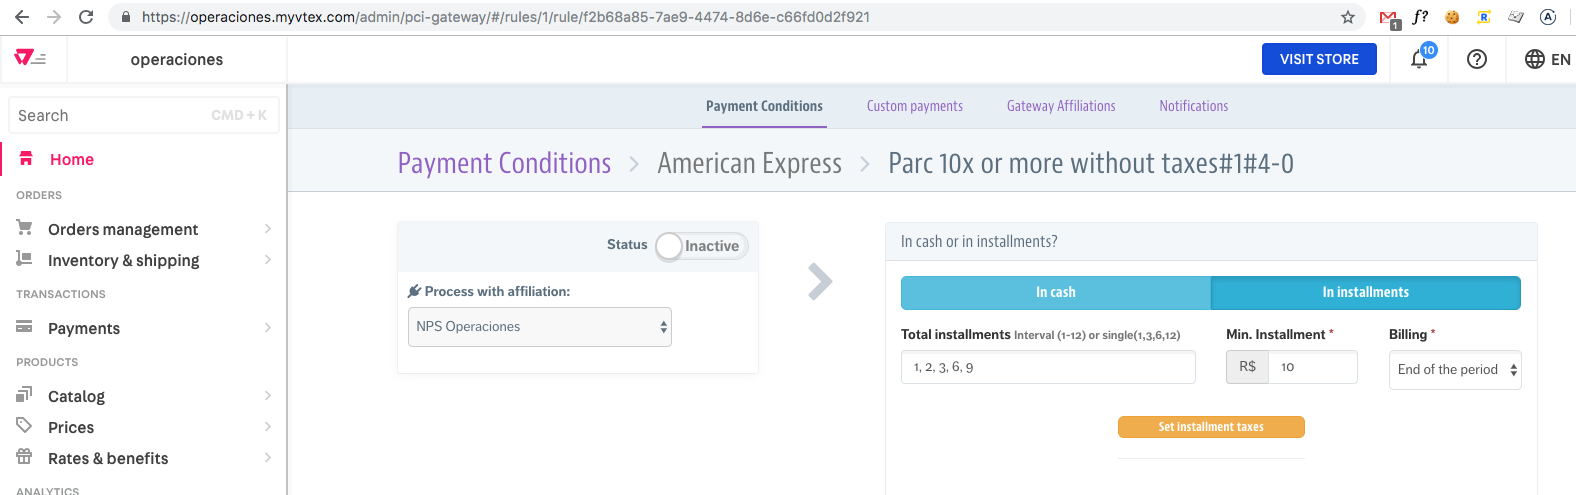 https://operaciones.myvtex.com/admin/pci-gateway/#/rules/1/rule/f2b68a85-7ae9-4474-8d6e-c66fd0d2f921
1
f?
R
A
operaciones
VISIT STORE
10
EN
Search CMD + K
Home
ORDERS
Orders management
Inventory & shipping
TRANSACTIONS
Payments
PRODUCTS
Catalog
Prices
Rates & benefits
ANALYTICS
Payment Conditions Custom payments Gateway Affiliations Notifications
Payment Conditions > American Express > Parc 10x or more without taxes#1#4-0
Status Inactive
Process with affiliation:
NPS Operaciones
In cash or in installments?
In cash In installments
Total installments Interval (1-12) or single(1,3,6,12)
1, 2, 3, 6, 9
Min. Installment *
R$ 10
Billing *
End of the period
Set installment taxes